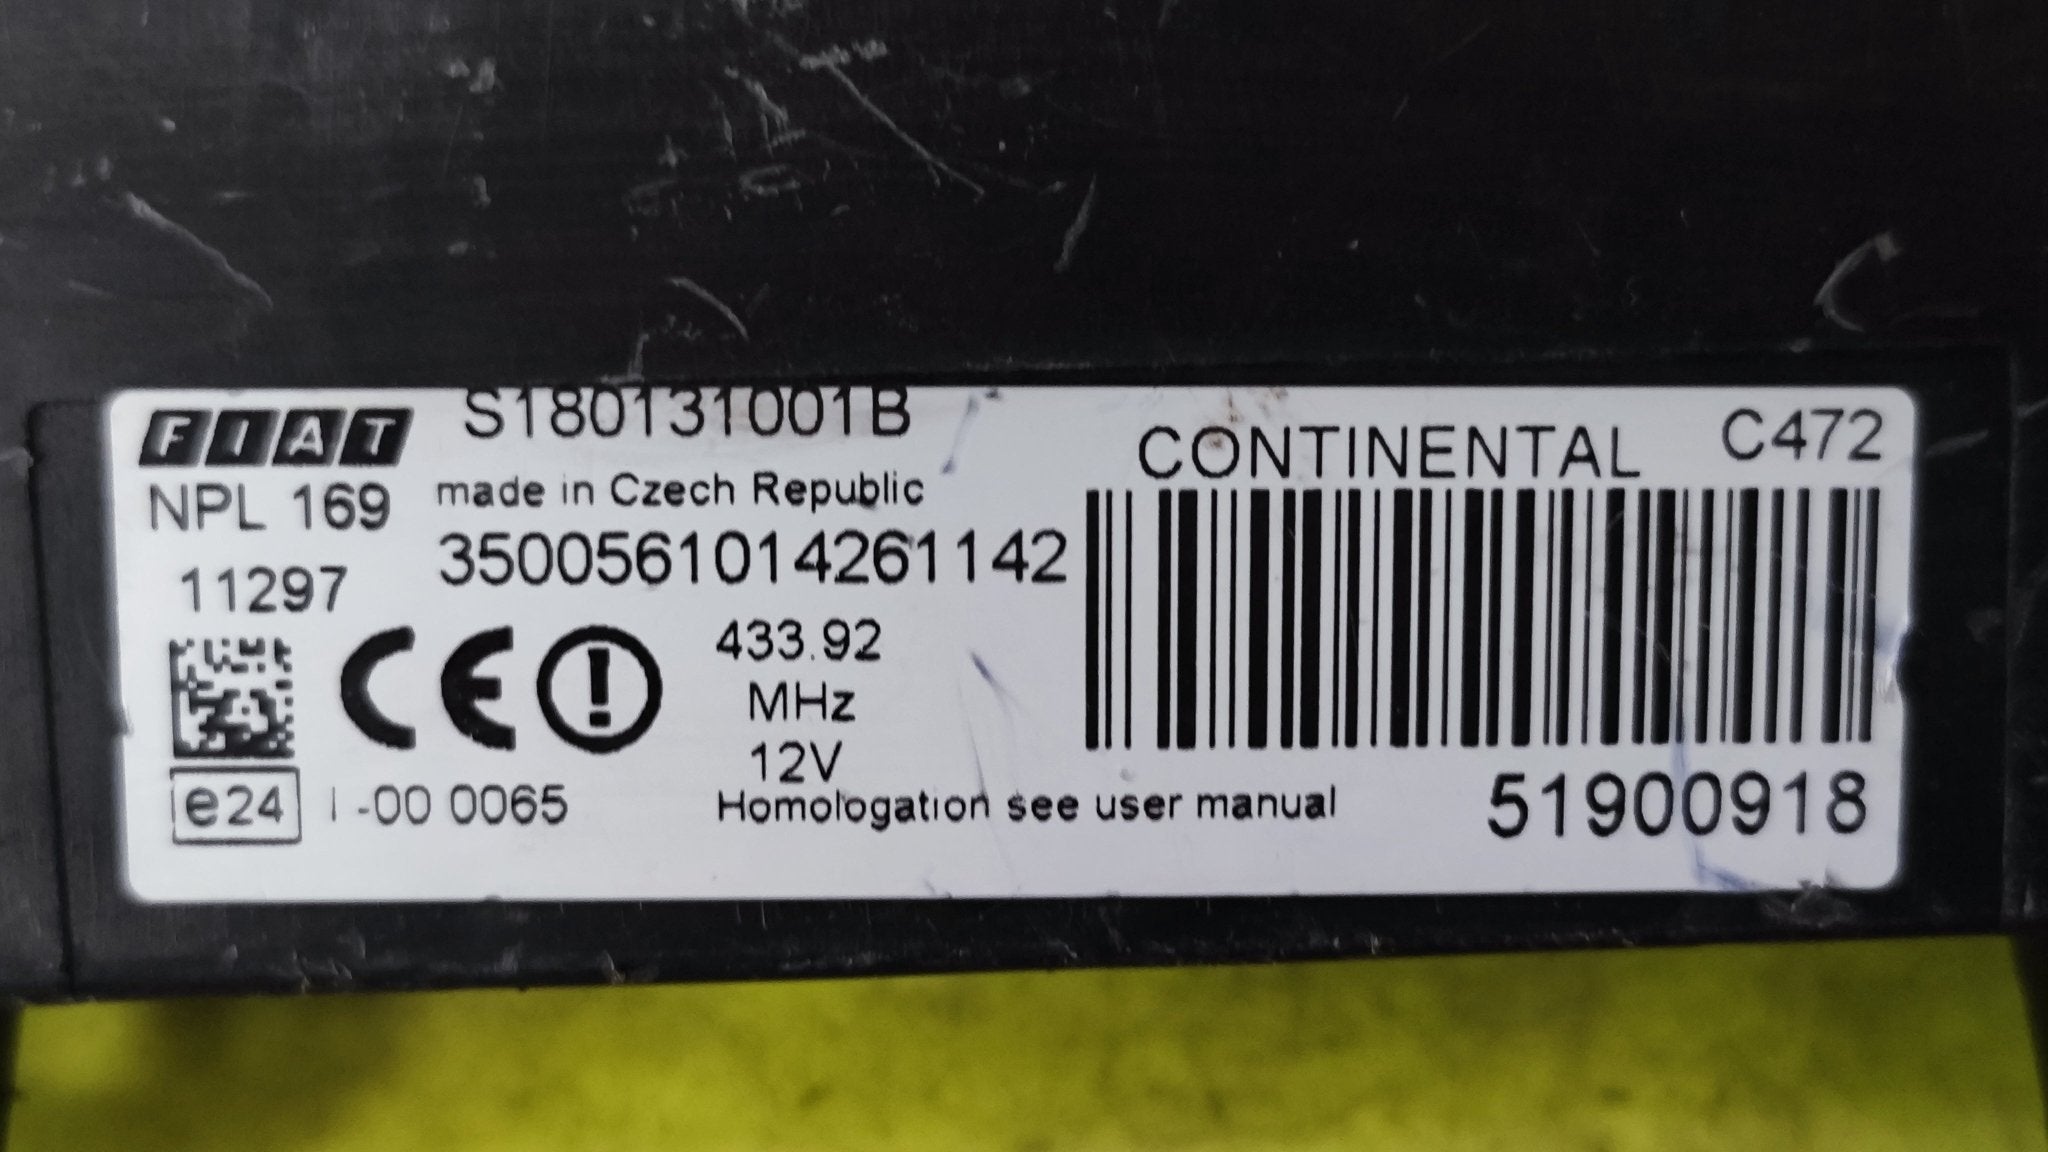 FIAT
S180131001B
CONTINENTAL
C472
NPL 169
made in Czech Republic
11297
3500561014261142
CE
433.92
MHz
12V
e24
I -00 0065
Homologation see user manual
51900918